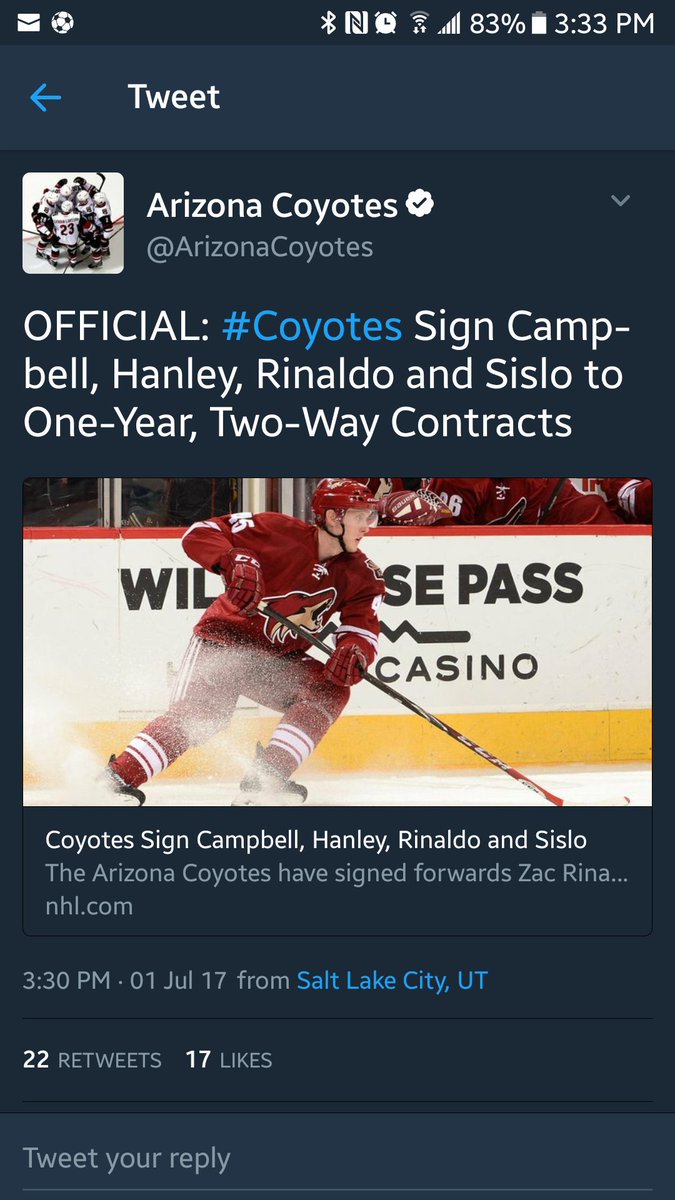 83% 3:33 PM
Tweet
Arizona Coyotes
@ArizonaCoyotes
OFFICIAL: #Coyotes Sign Camp-
bell, Hanley, Rinaldo and Sislo to
One-Year, Two-Way Contracts
WIL SE PASS
CASINO
Coyotes Sign Campbell, Hanley, Rinaldo and Sislo
The Arizona Coyotes have signed forwards Zac Rina...
nhl.com
3:30 PM · 01 Jul 17 from Salt Lake City, UT
22 RETWEETS 17 LIKES
Tweet your reply